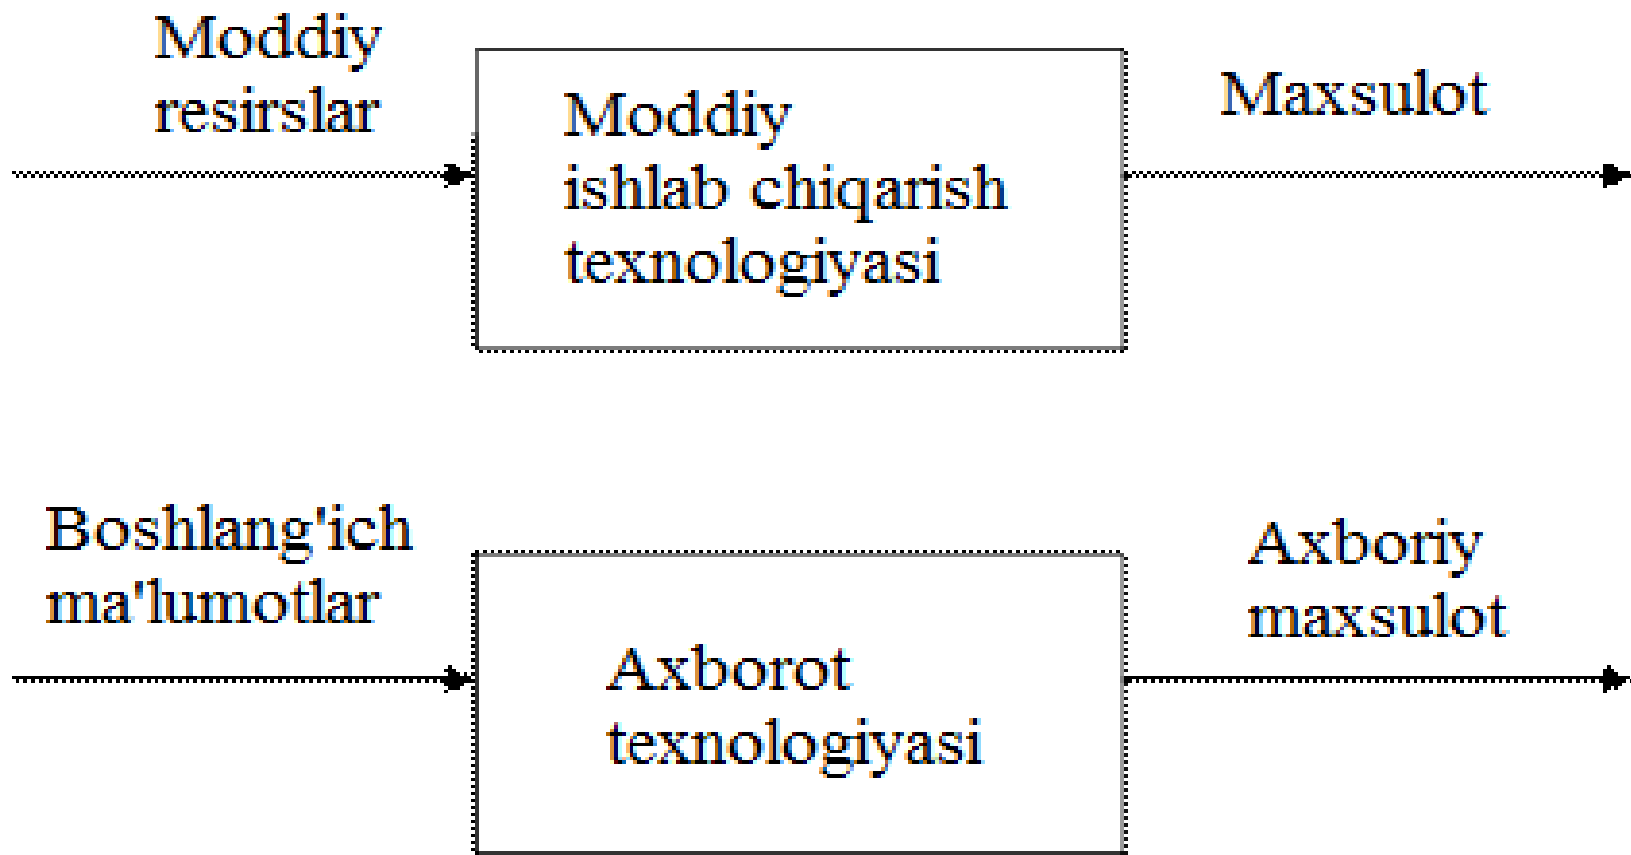 Moddiy
resirslar
Moddiy
ishlab chiqarish
texnologiyasi
Maxsulot
Boshlang'ich
ma'lumotlar
Axborot
texnologiyasi
Axboriy
maxsulot